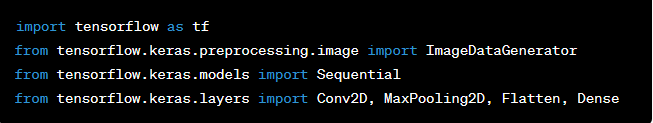 import tensorflow as tf
from tensorflow.keras.preprocessing.image import ImageDataGenerator
from tensorflow.keras.models import Sequential
from tensorflow.keras.layers import Conv2D, MaxPooling2D, Flatten, Dense